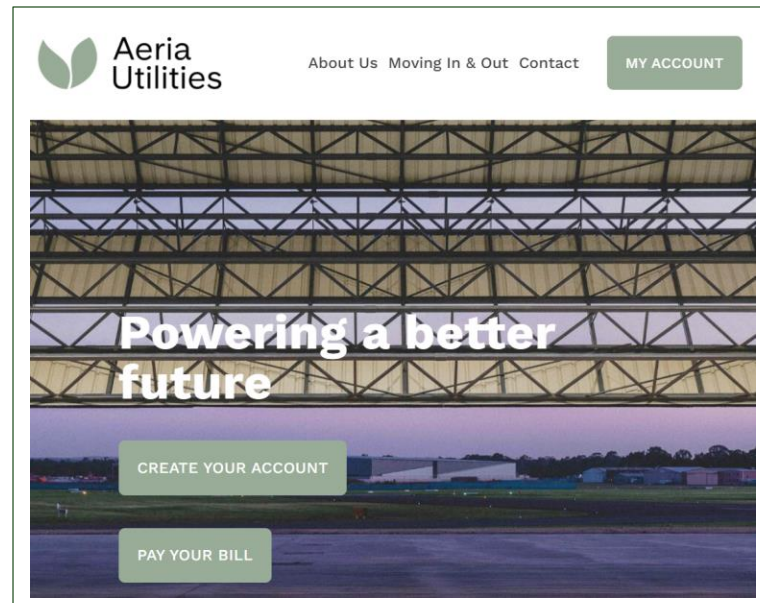 Aeria
Utilities
About Us Moving In & Out Contact MY ACCOUNT
Powering a better
future
CREATE YOUR ACCOUNT
PAY YOUR BILL